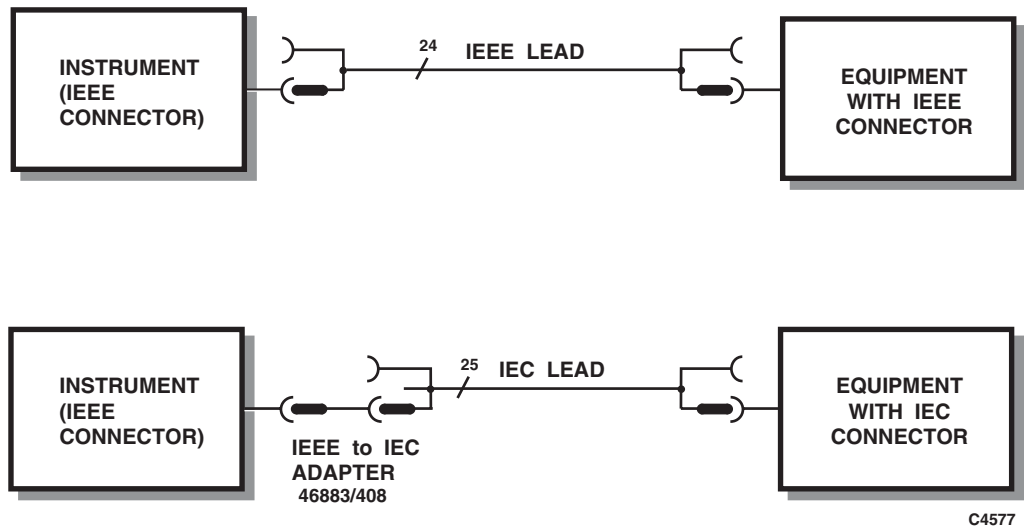 INSTRUMENT
(IEEE
CONNECTOR)
24
IEEE LEAD
EQUIPMENT
WITH IEEE
CONNECTOR
INSTRUMENT
(IEEE
CONNECTOR)
IEEE to IEC
ADAPTER
46883/408
25
IEC LEAD
EQUIPMENT
WITH IEC
CONNECTOR
C4577